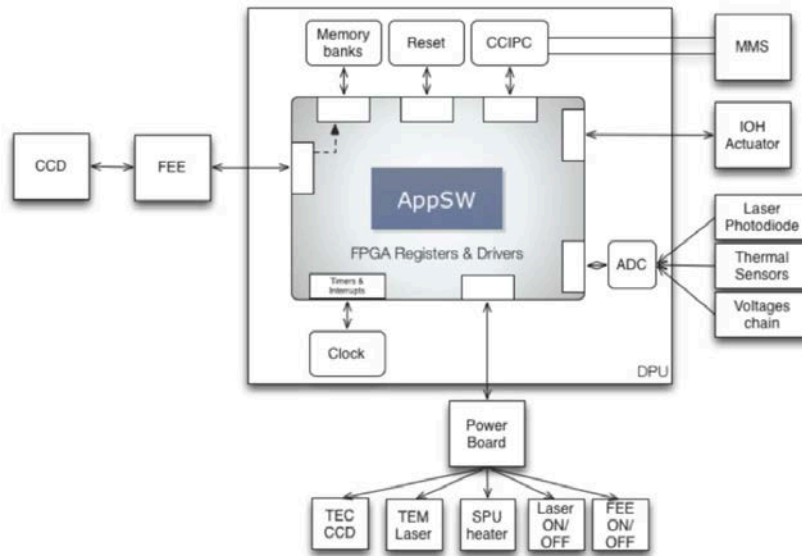 Memory
banks
Reset
CCIPC
MMS
CCD
FEE
IOH
Actuator
AppSW
FPGA Registers & Drivers
Laser
Photodiode
ADC
Thermal
Sensors
Voltages
chain
Timers &
Interrupts
Clock
DPU
Power
Board
TEC
CCD
TEM
Laser
SPU
heater
Laser
ON/
OFF
FEE
ON/
OFF